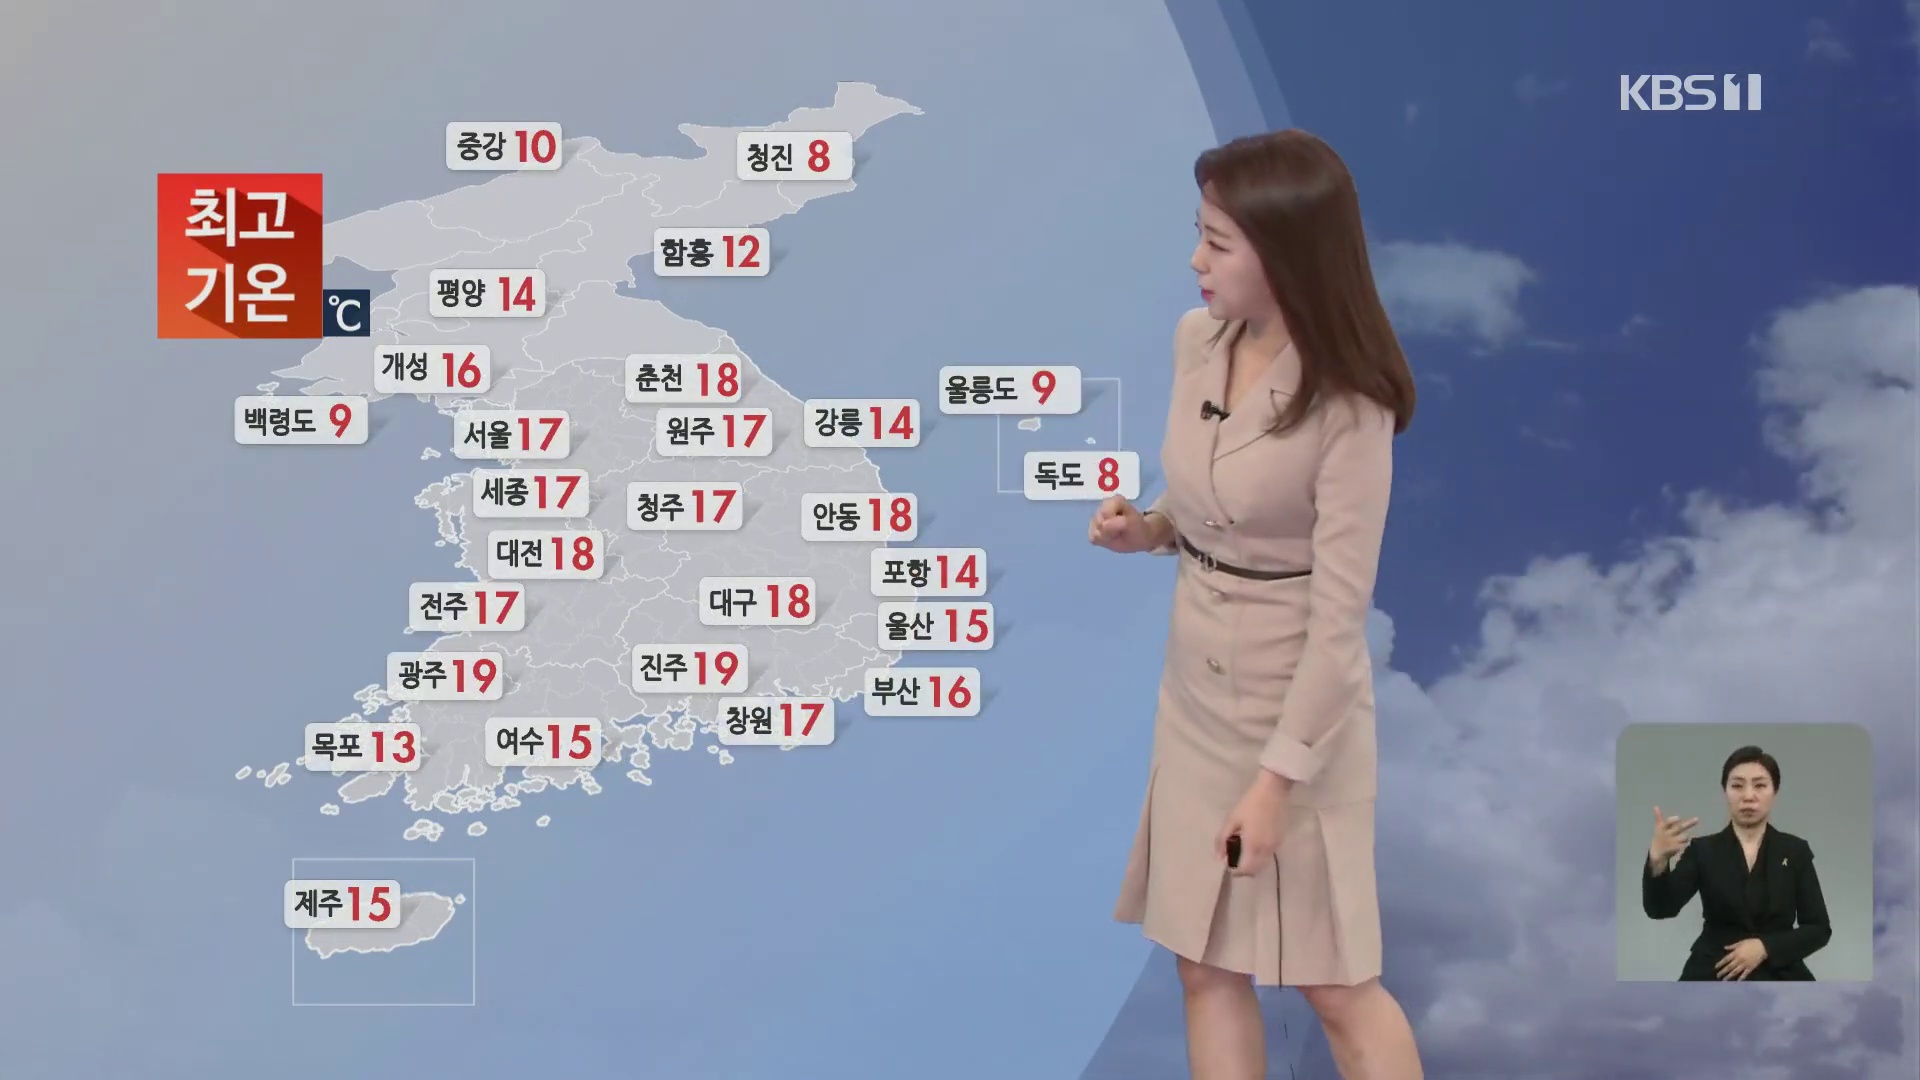 KBS 1
최고
기온
℃
중강 10
청진 8
함흥 12
평양 14
개성 16
춘천 18
백령도 9
서울 17
원주 17
강릉 14
울릉도 9
독도 8
세종 17
청주 17
안동 18
대전 18
포항 14
전주 17
대구 18
울산 15
광주 19
진주 19
부산 16
창원 17
목포 13
여수 15
제주 15